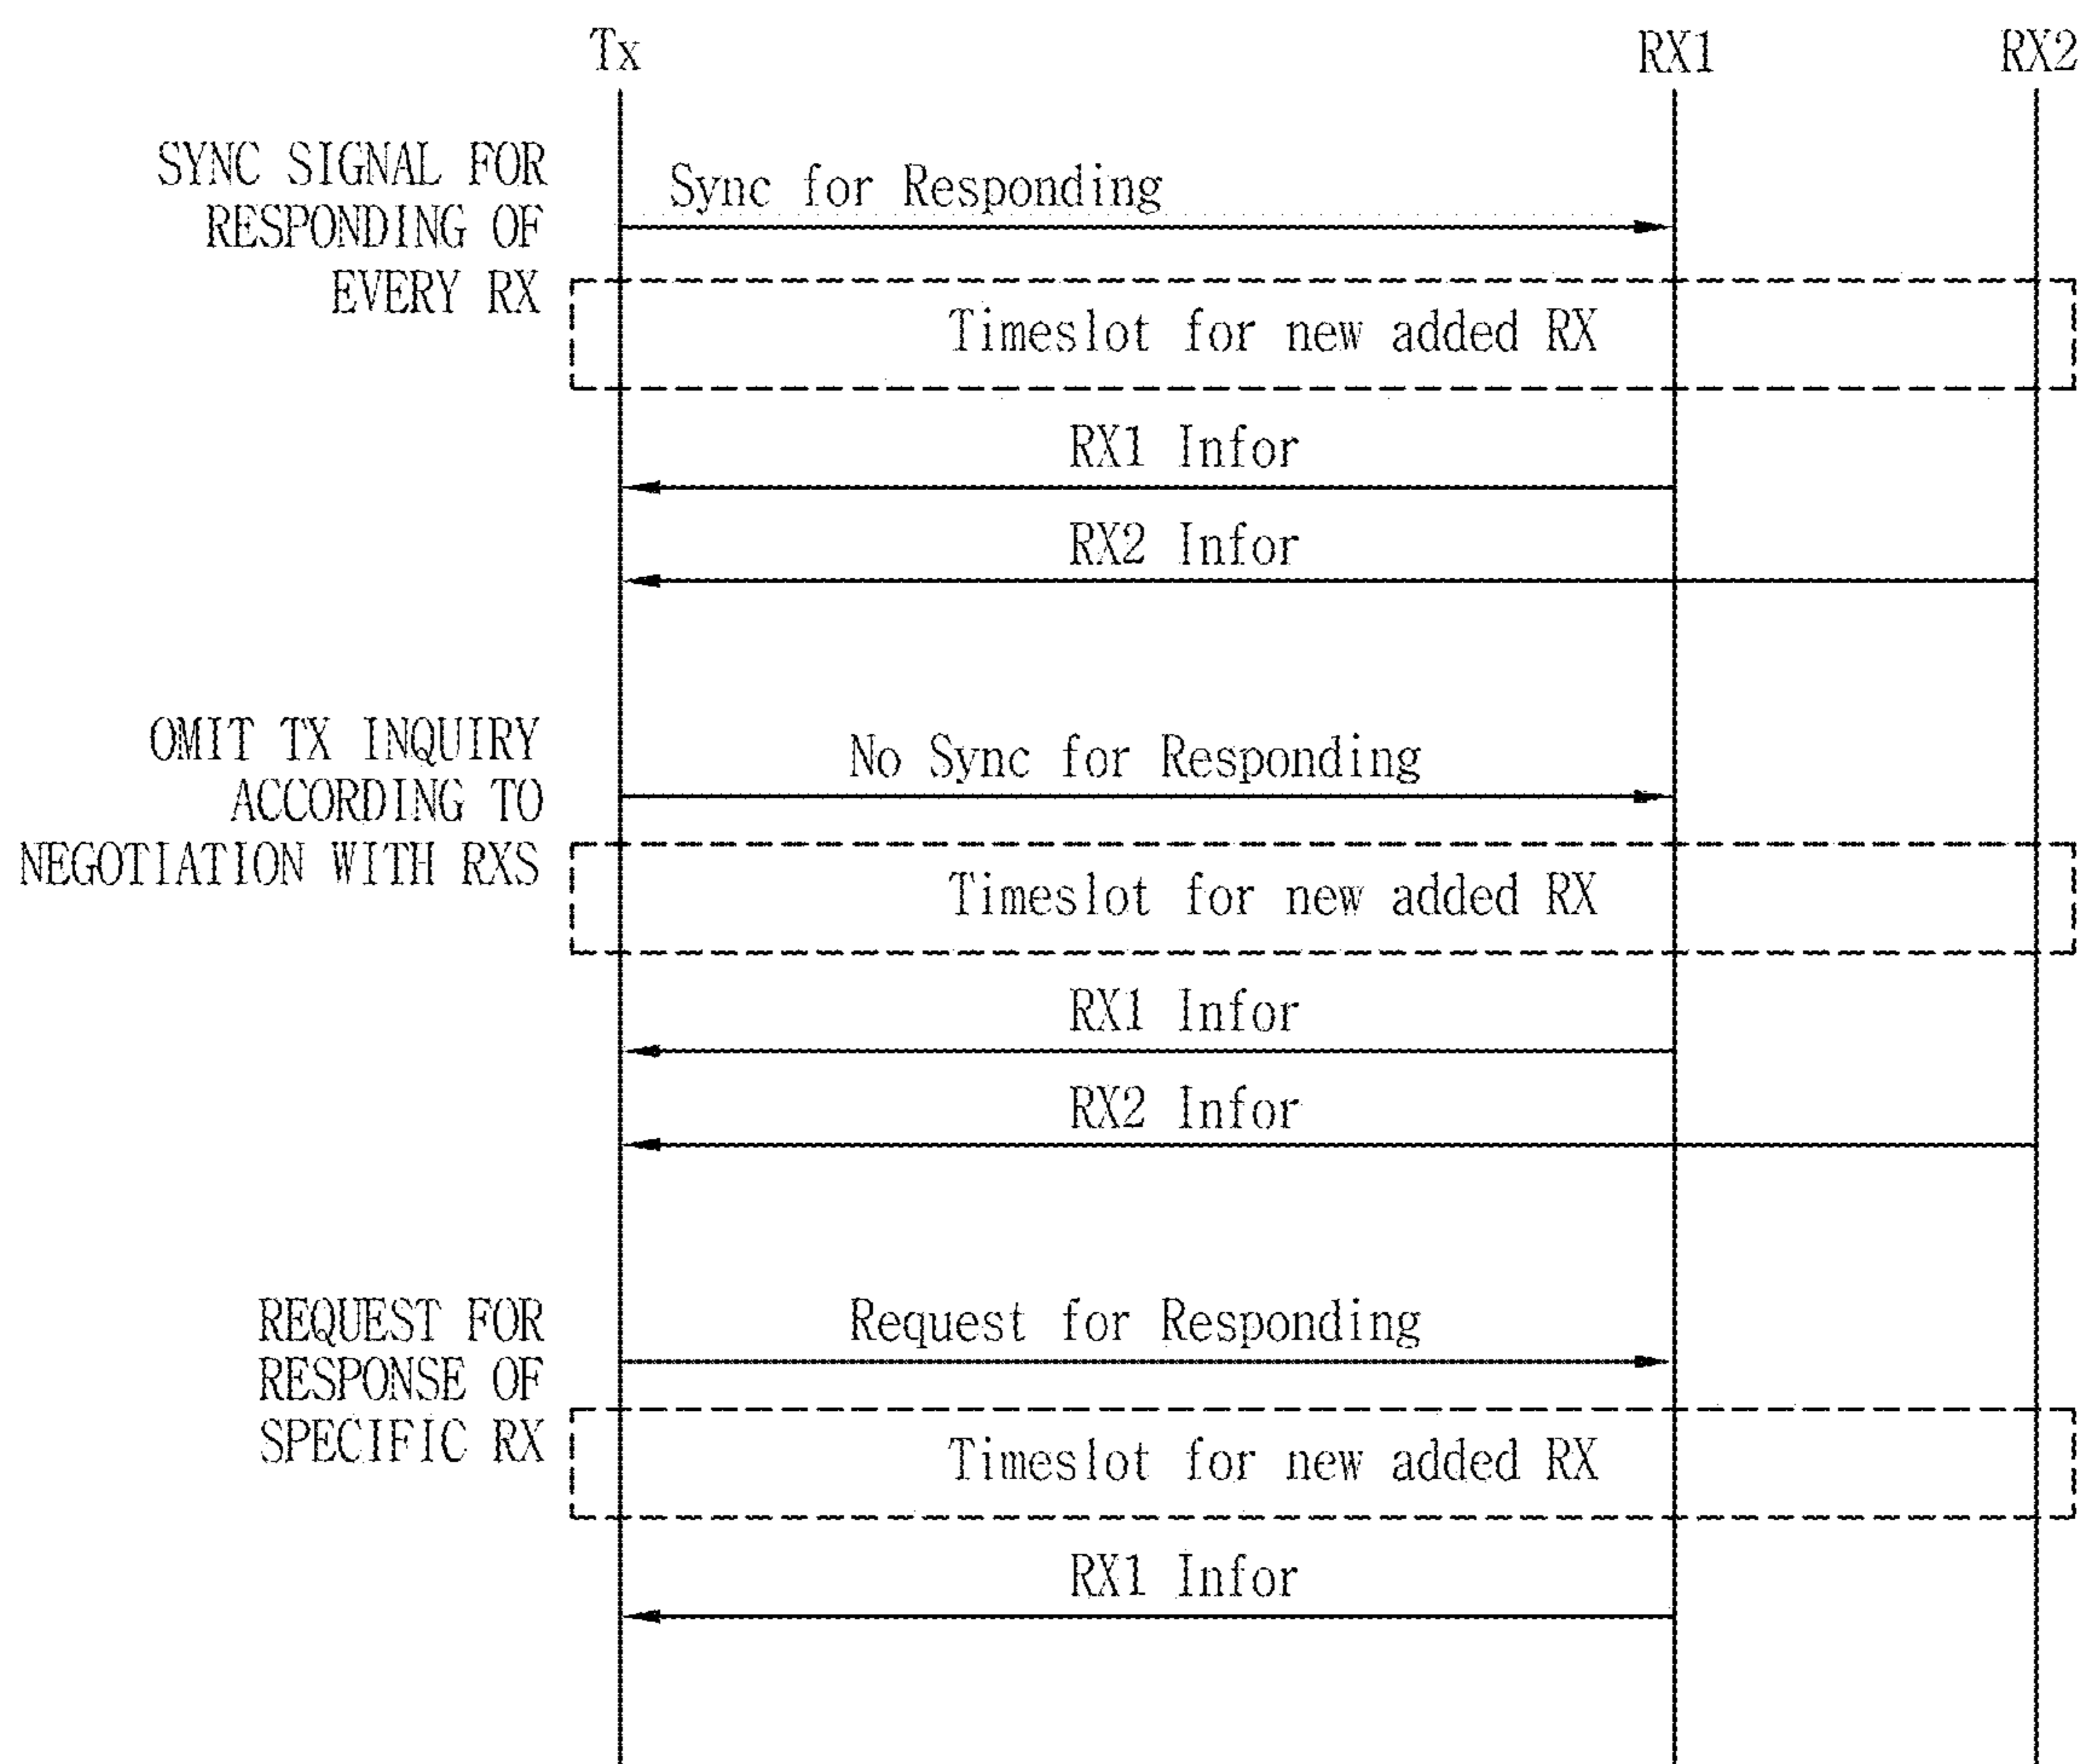 Tx
RX1
RX2
SYNC SIGNAL FOR
RESPONDING OF
EVERY RX
Sync for Responding
Timeslot for new added RX
RX1 Infor
RX2 Infor
OMIT TX INQUIRY
ACCORDING TO
NEGOTIATION WITH RXS
No Sync for Responding
Timeslot for new added RX
RX1 Infor
RX2 Infor
REQUEST FOR
RESPONSE OF
SPECIFIC RX
Request for Responding
Timeslot for new added RX
RX1 Infor